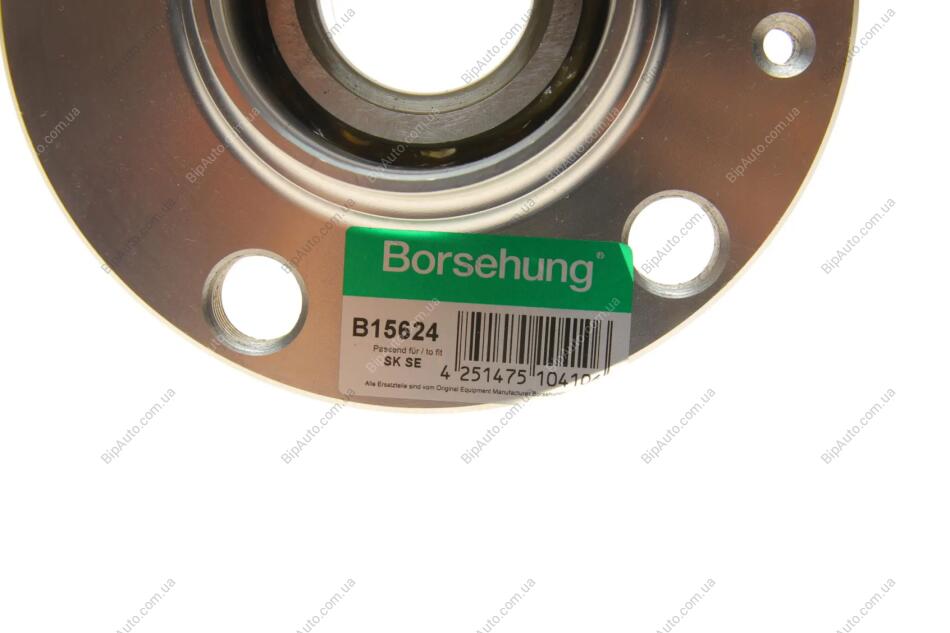 Borsehung®
B15624
Passend für / to fit
SK SE
4 251475 10410
Alle Ersatzteile sind vom Original Equipment Manufacturer
BipAuto.com.ua